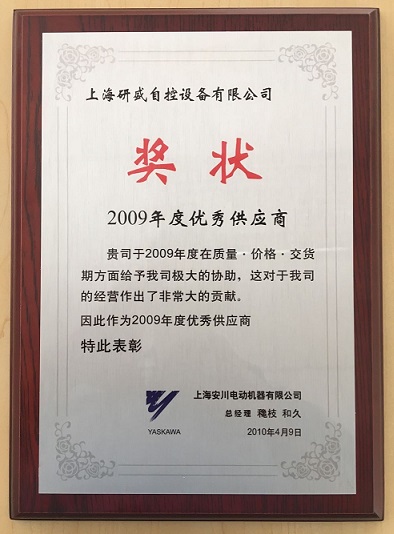 上海研盛自控设备有限公司
奖状
2009年度优秀供应商
贵司于2009年度在质量·价格·交货
期方面给予我司极大的协助，这对于我司
的经营作出了非常大的贡献。
因此作为2009年度优秀供应商
特此表彰
上海安川电动机器有限公司
总经理 穐枝 和久
YASKAWA
2010年4月9日